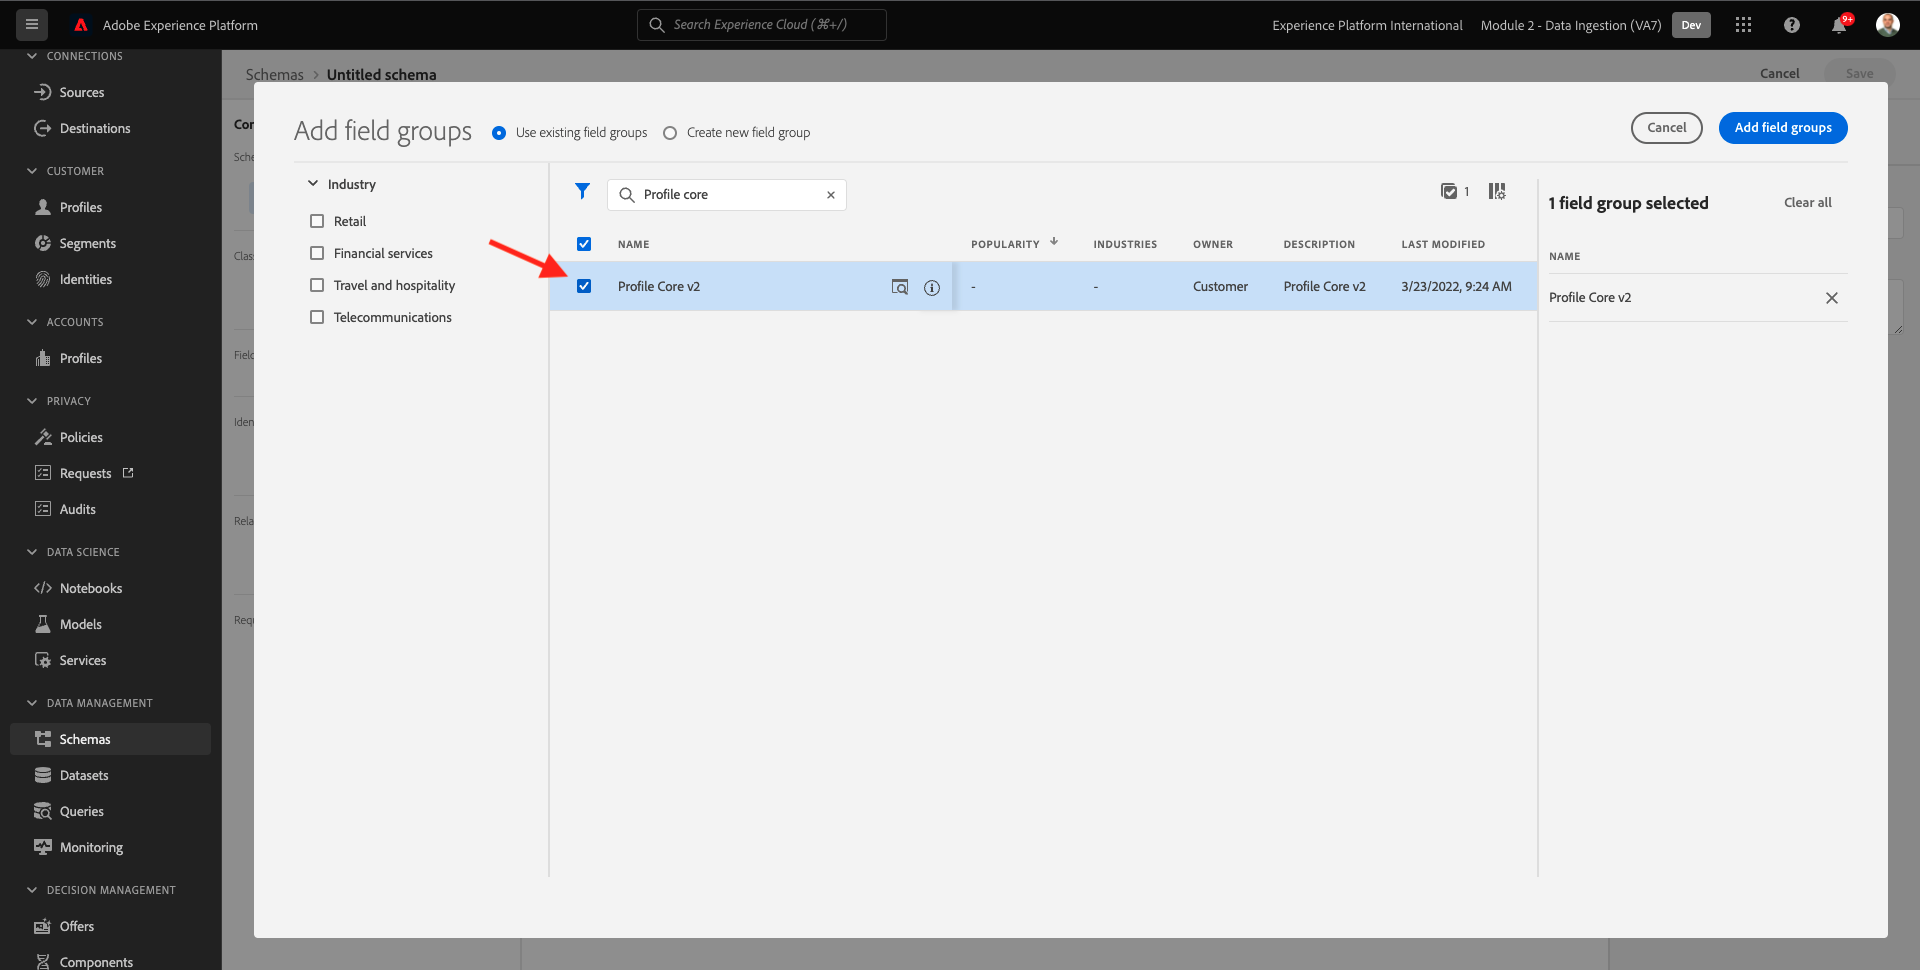 Adobe Experience Platform
Search Experience Cloud (⌘+/)
Experience Platform International
Module 2 - Data Ingestion (VA7)
Dev
9+
CONNECTIONS
Sources
Destinations
CUSTOMER
Profiles
Segments
Identities
ACCOUNTS
Profiles
PRIVACY
Policies
Requests
Audits
DATA SCIENCE
Notebooks
Models
Services
DATA MANAGEMENT
Schemas
Datasets
Queries
Monitoring
DECISION MANAGEMENT
Offers
Components
Schemas > Untitled schema
Cancel
Save
Con
Sche
Clas
Field
Iden
Rela
Requ
Add field groups
Use existing field groups
Create new field group
Cancel
Add field groups
Industry
Retail
Financial services
Travel and hospitality
Telecommunications
Profile core
1
NAME POPULARITY INDUSTRIES OWNER DESCRIPTION LAST MODIFIED
Profile Core v2 - - Customer Profile Core v2 3/23/2022, 9:24 AM
1 field group selected
Clear all
NAME
Profile Core v2